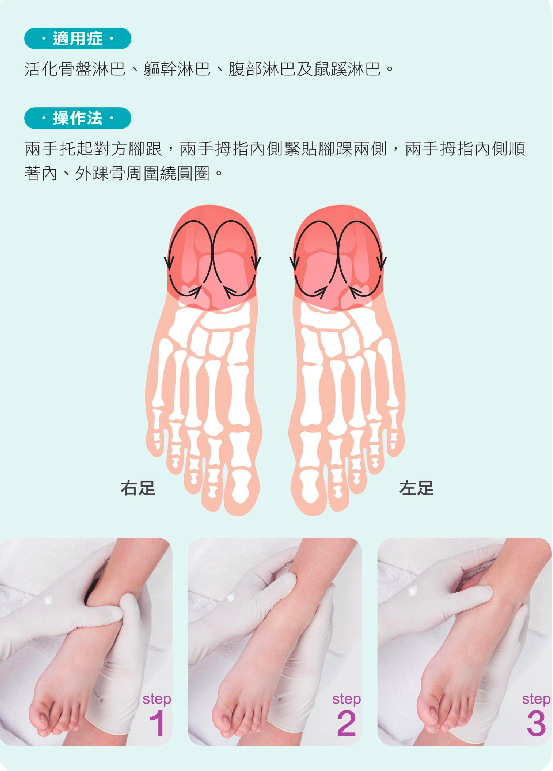 ・適用症・
活化骨盤淋巴、軀幹淋巴、腹部淋巴及鼠蹊淋巴。
・操作法・
兩手托起對方腳跟，兩手拇指內側緊貼腳踝兩側，兩手拇指內側順
著內、外踝骨周圍繞圓圈。
右足
左足
step
1
step
2
step
3